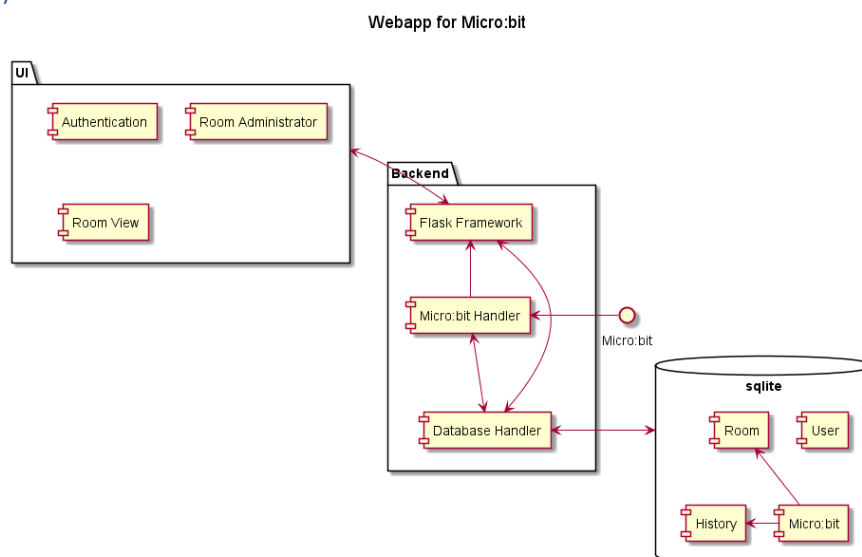 Webapp for Micro:bit
UI
Authentication
Room Administrator
Room View
Backend
Flask Framework
Micro:bit Handler
Micro:bit
Database Handler
sqlite
Room
User
History
Micro:bit